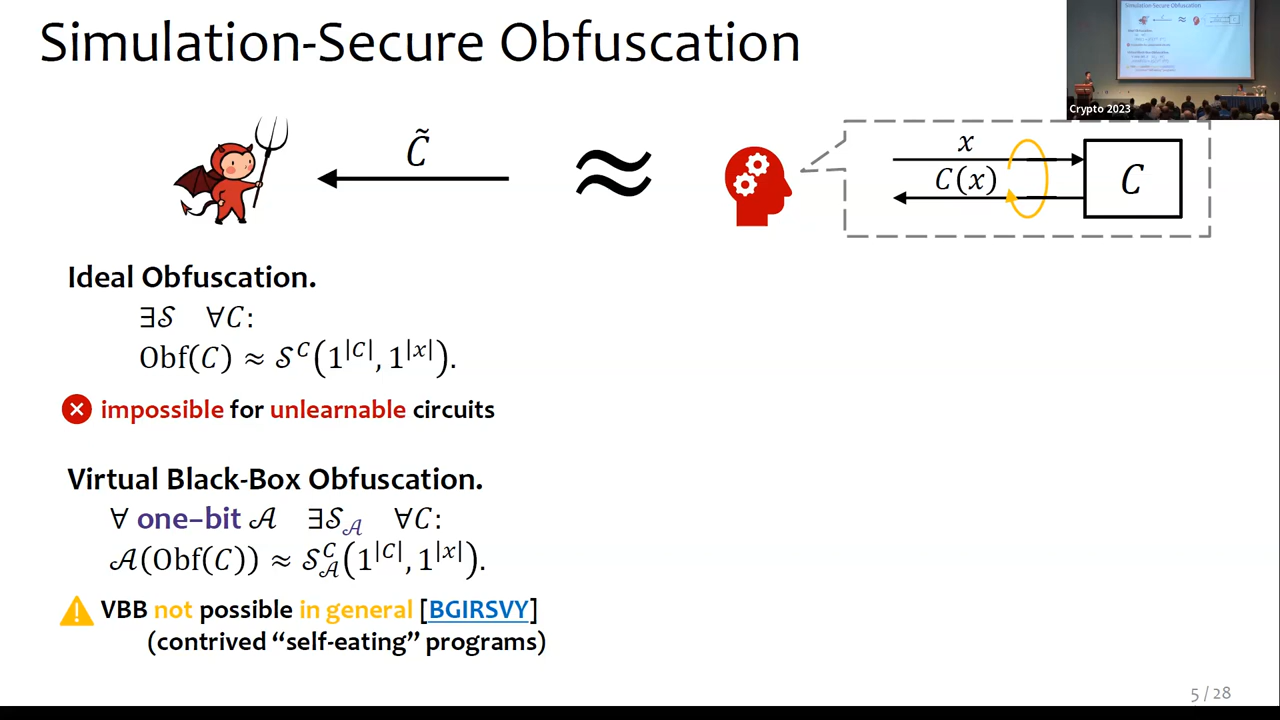 Simulation-Secure Obfuscation
Crypto 2023
C̃
≈
x
C(x)
C
Ideal Obfuscation.
∃𝒮 ∀C:
Obf(C) ≈ 𝒮^C(1^|C|, 1^|x|).
impossible for unlearnable circuits
Virtual Black-Box Obfuscation.
∀ one–bit 𝒜 ∃𝒮_𝒜 ∀C:
𝒜(Obf(C)) ≈ 𝒮_𝒜^C(1^|C|, 1^|x|).
VBB not possible in general [BGIRSVY]
(contrived “self-eating” programs)
5 / 28